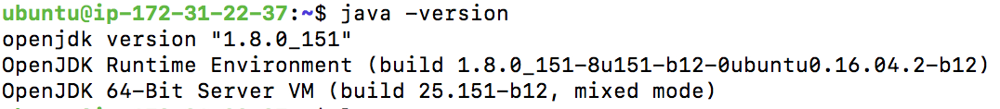 ubuntu@ip-172-31-22-37:~$ java -version
openjdk version "1.8.0_151"
OpenJDK Runtime Environment (build 1.8.0_151-8u151-b12-0ubuntu0.16.04.2-b12)
OpenJDK 64-Bit Server VM (build 25.151-b12, mixed mode)